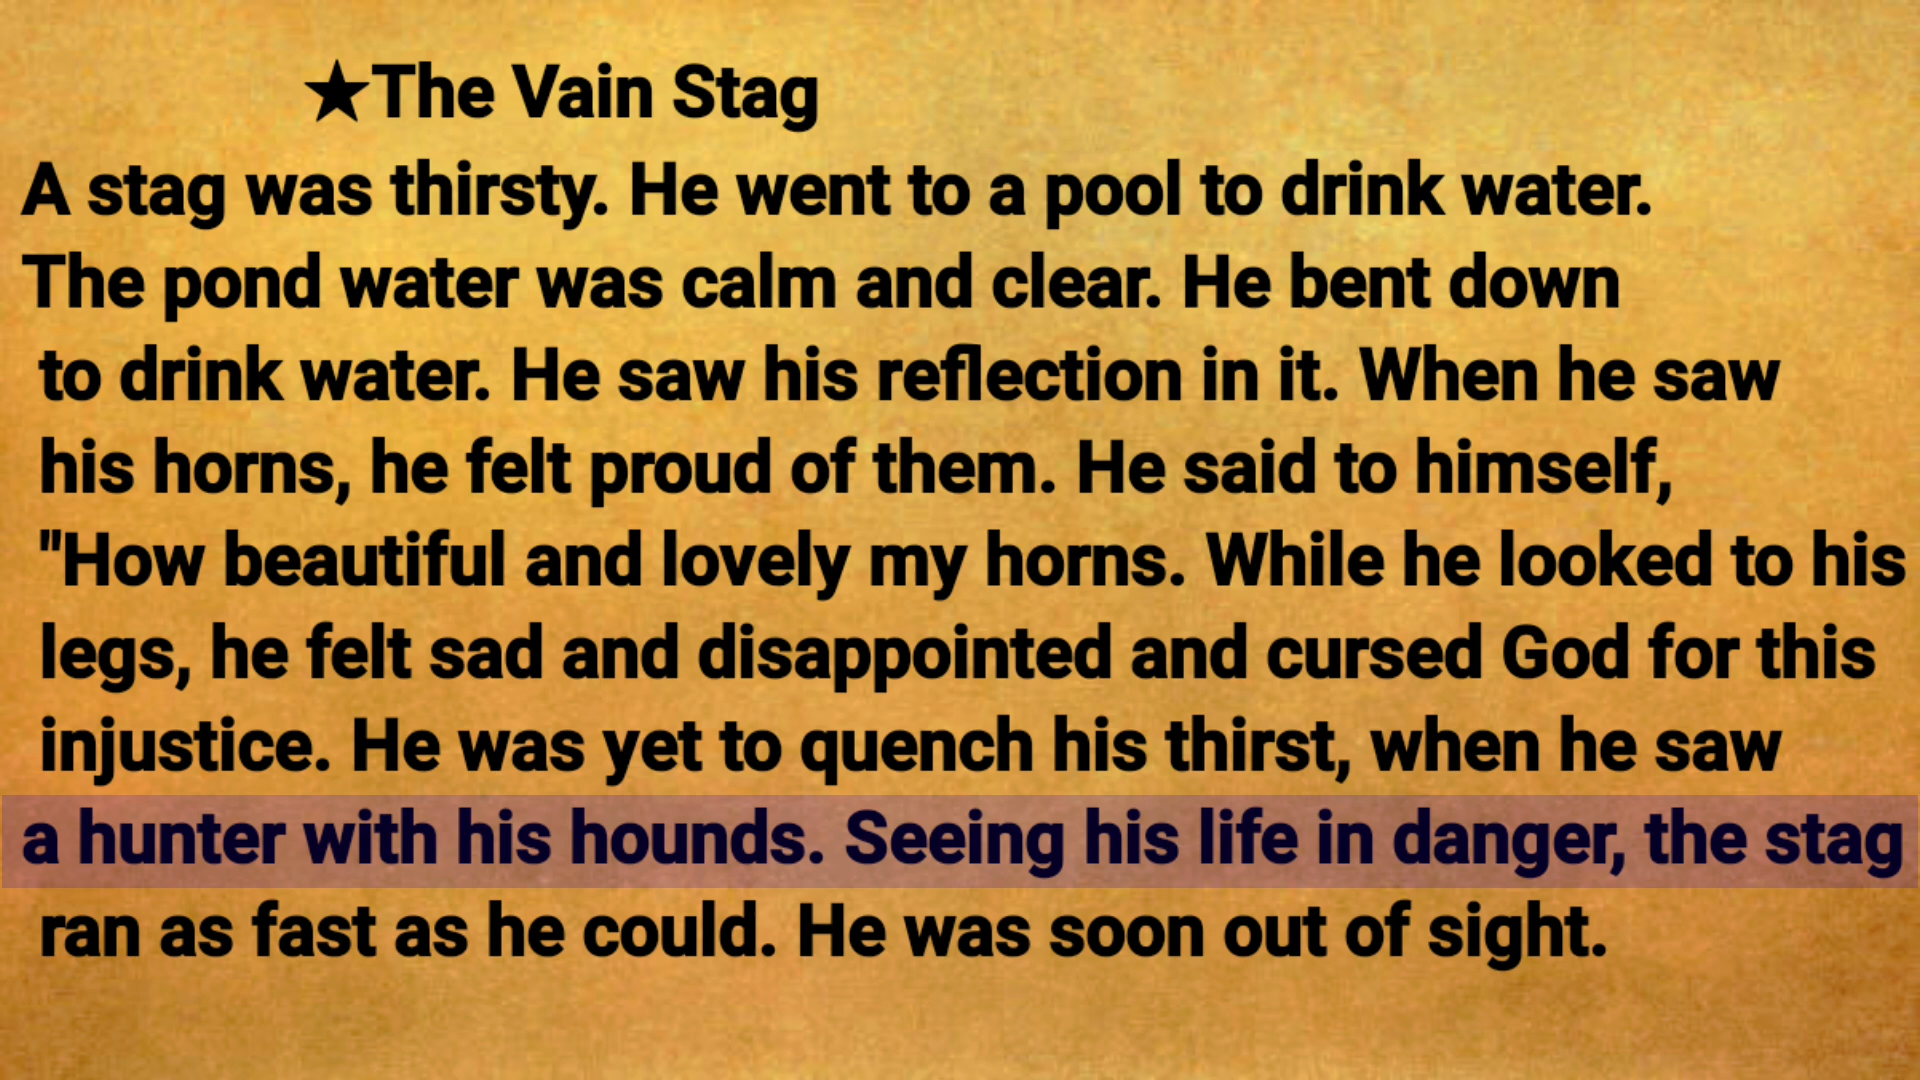 ★The Vain Stag
A stag was thirsty. He went to a pool to drink water.
The pond water was calm and clear. He bent down
to drink water. He saw his reflection in it. When he saw
his horns, he felt proud of them. He said to himself,
"How beautiful and lovely my horns. While he looked to his
legs, he felt sad and disappointed and cursed God for this
injustice. He was yet to quench his thirst, when he saw
a hunter with his hounds. Seeing his life in danger, the stag
ran as fast as he could. He was soon out of sight.